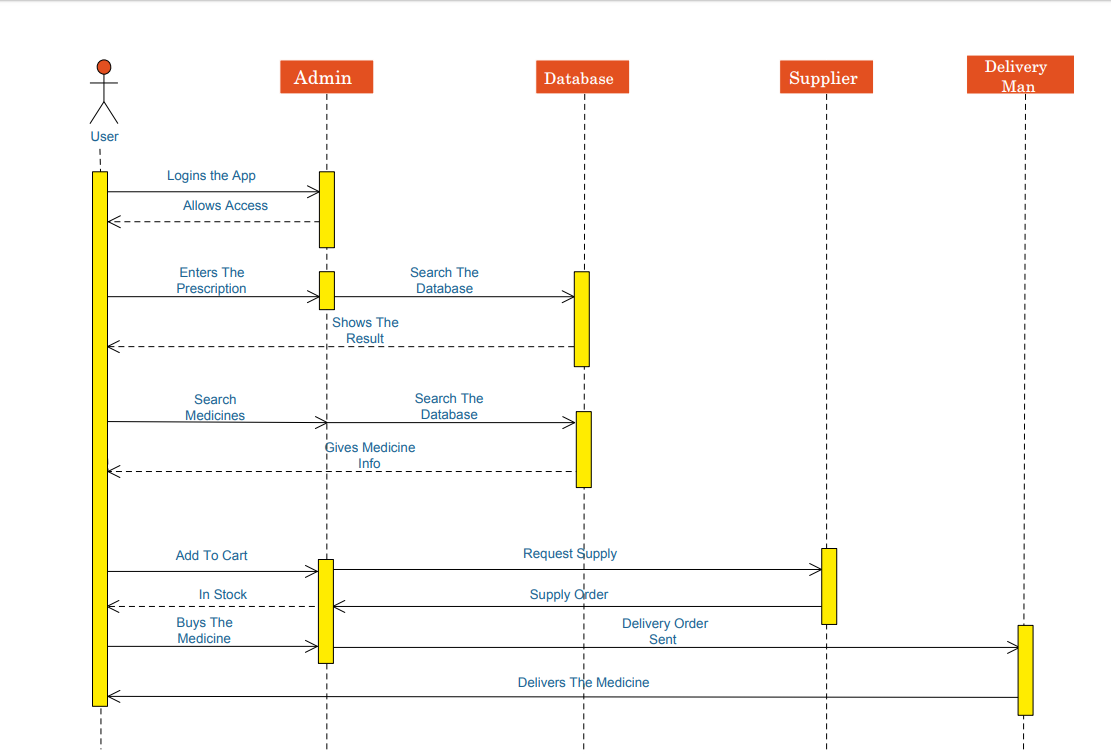 Admin
Database
Supplier
Delivery
Man
User
Logins the App
Allows Access
Enters The
Prescription
Search The
Database
Shows The
Result
Search
Medicines
Search The
Database
Gives Medicine
Info
Add To Cart
Request Supply
In Stock
Supply Order
Buys The
Medicine
Delivery Order
Sent
Delivers The Medicine